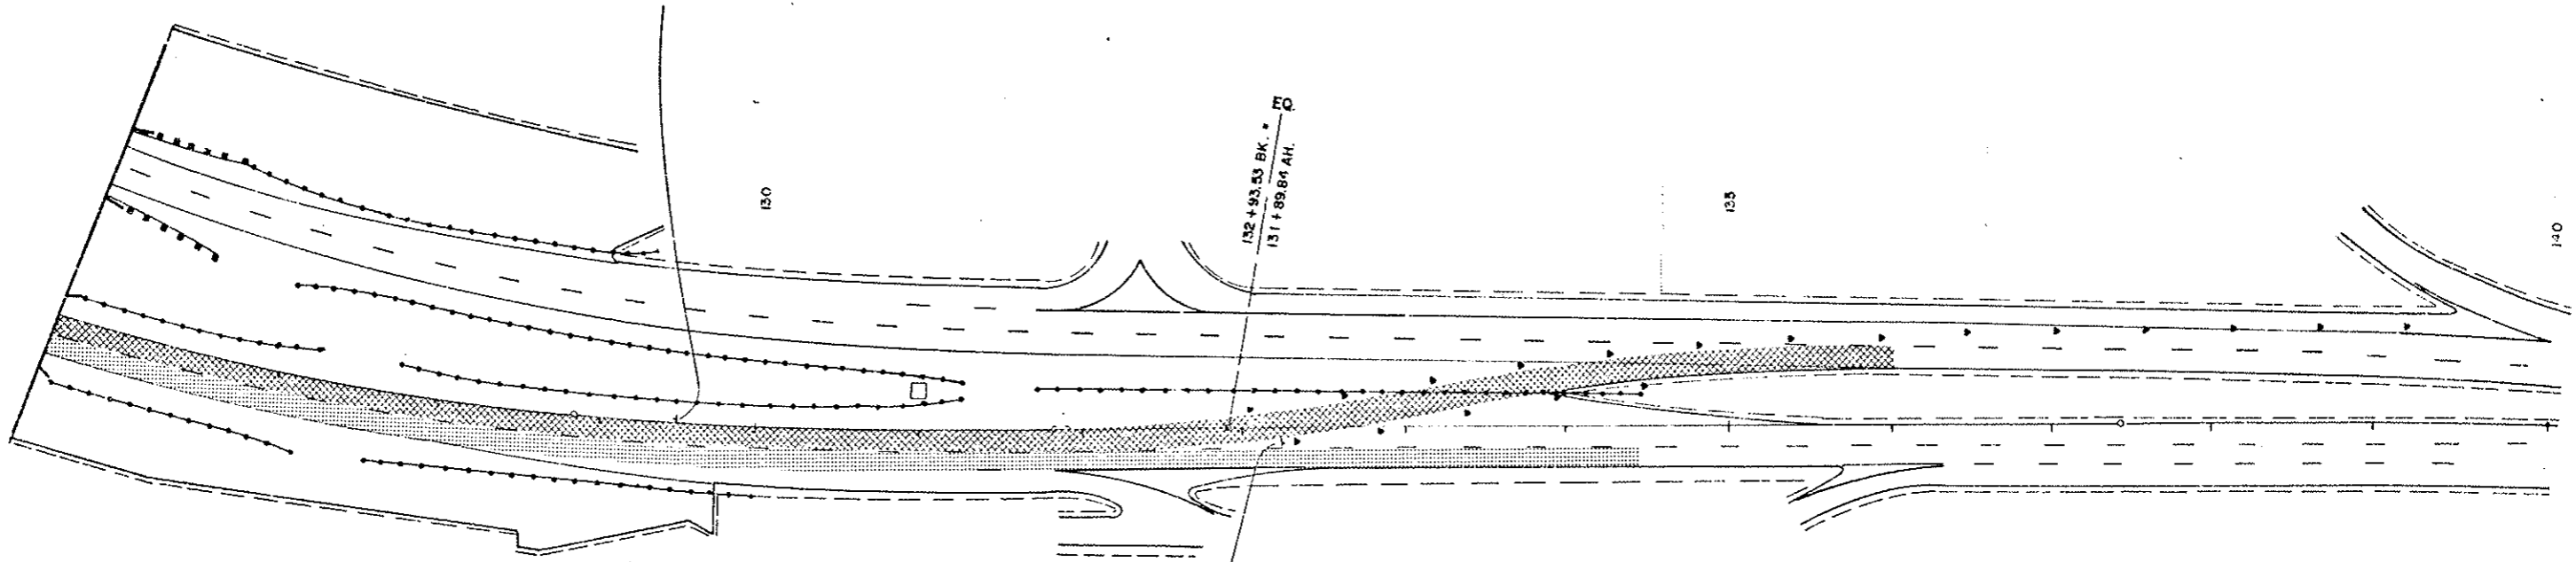 130
132 + 93.53 BK. =
131 + 89.84 AH.
EQ.
135
140